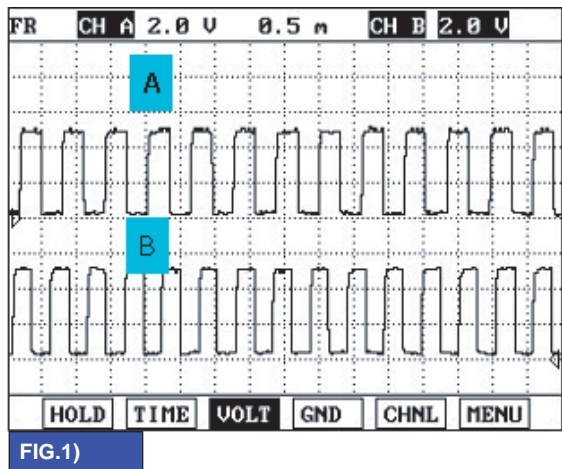 FR CH A 2.0 V 0.5 m CH B 2.0 V
A
B
HOLD TIME VOLT GND CHNL MENU
FIG.1)